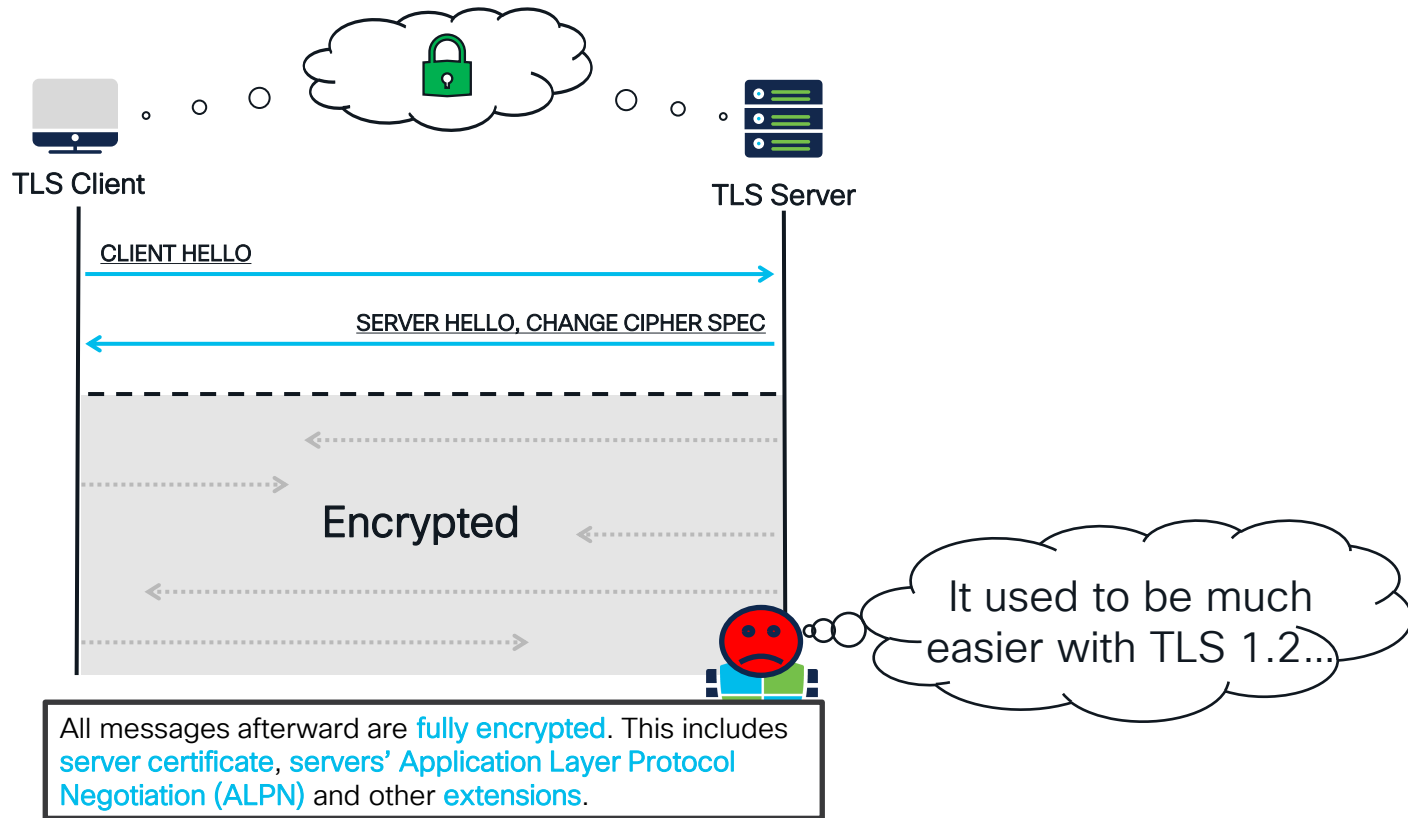 TLS Client
TLS Server
CLIENT HELLO
SERVER HELLO, CHANGE CIPHER SPEC
Encrypted
It used to be much
easier with TLS 1.2...
All messages afterward are fully encrypted. This includes
server certificate, servers’ Application Layer Protocol
Negotiation (ALPN) and other extensions.